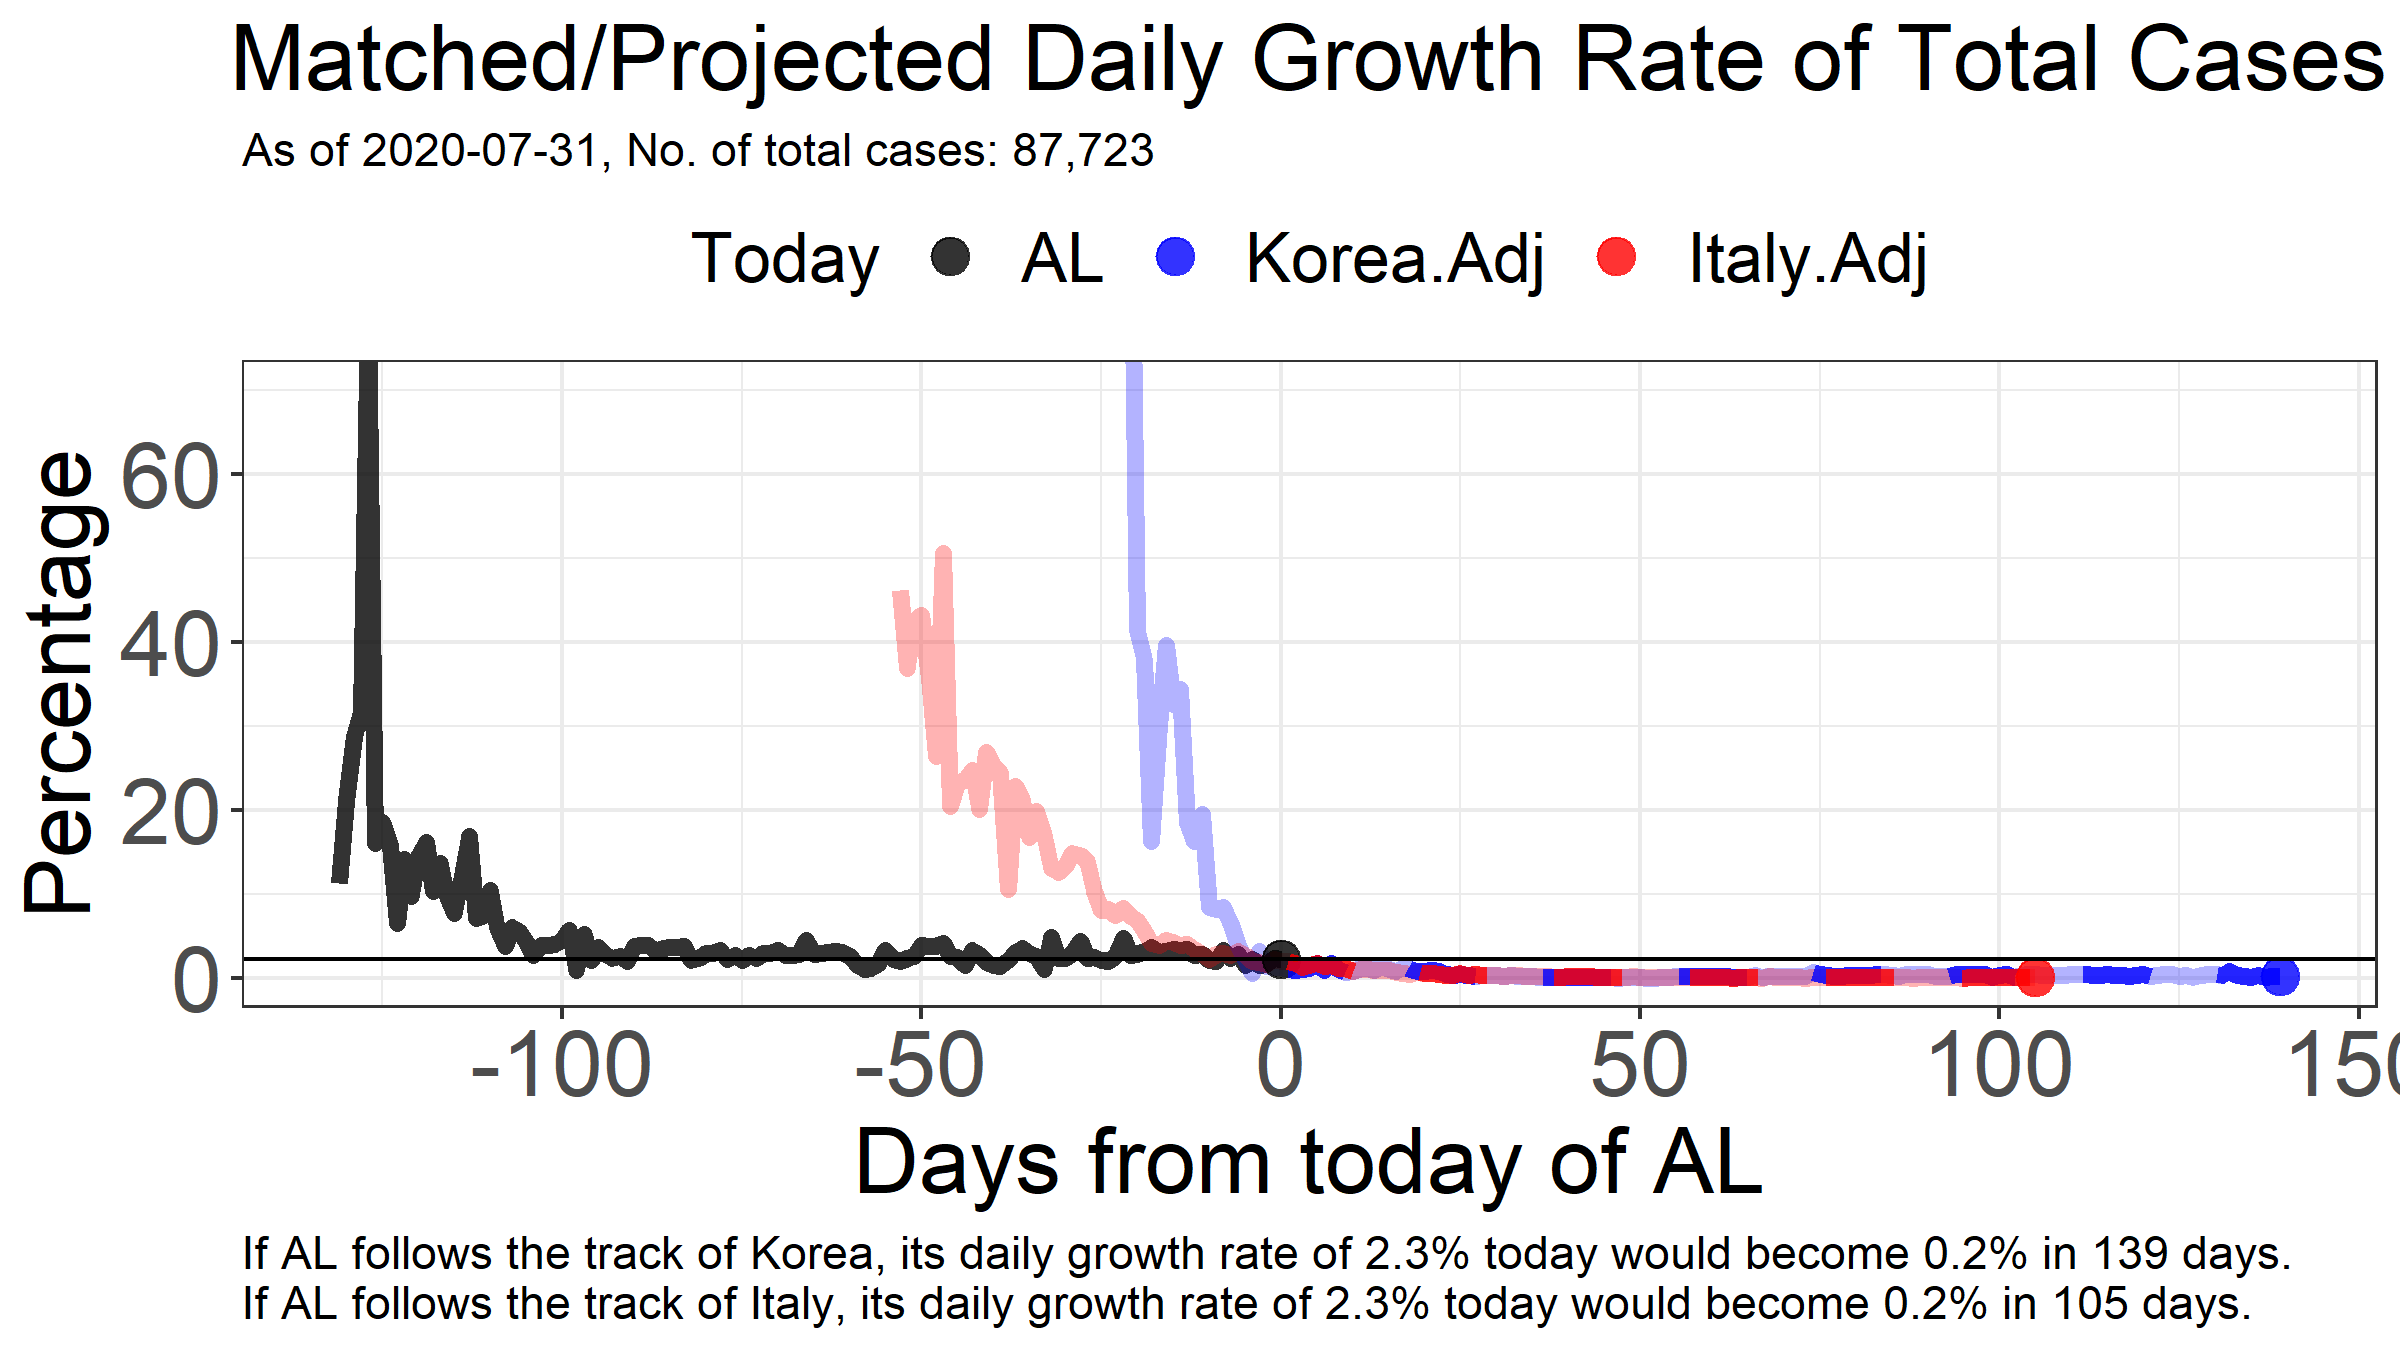 Matched/Projected Daily Growth Rate of Total Cases
As of 2020-07-31, No. of total cases: 87,723
Today AL Korea.Adj Italy.Adj
Percentage
60
40
20
0
-100 -50 0 50 100 150
Days from today of AL
If AL follows the track of Korea, its daily growth rate of 2.3% today would become 0.2% in 139 days.
If AL follows the track of Italy, its daily growth rate of 2.3% today would become 0.2% in 105 days.